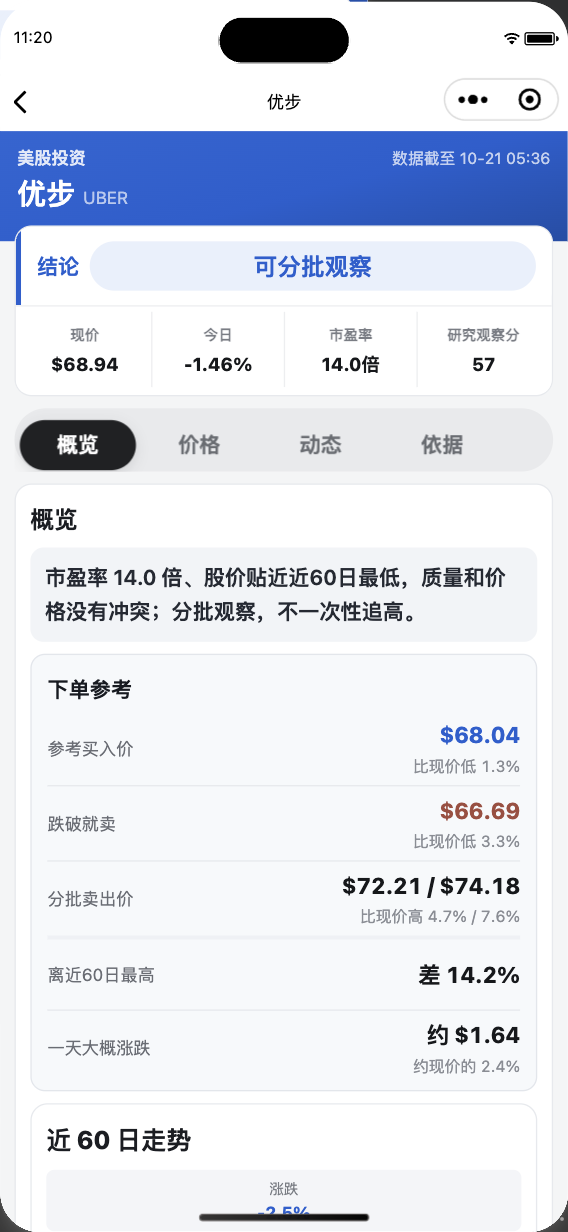 11:20
优步
美股投资
数据截至 10-21 05:36
优步 UBER
结论
可分批观察
现价
今日
市盈率
研究观察分
$68.94
-1.46%
14.0倍
57
概览
价格
动态
依据
概览
市盈率 14.0 倍、股价贴近近60日最低，质量和价
格没有冲突；分批观察，不一次性追高。
下单参考
参考买入价
$68.04
比现价低 1.3%
跌破就卖
$66.69
比现价低 3.3%
分批卖出价
$72.21 / $74.18
比现价高 4.7% / 7.6%
离近60日最高
差 14.2%
一天大概涨跌
约 $1.64
约现价的 2.4%
近 60 日走势
涨跌
-2.5%